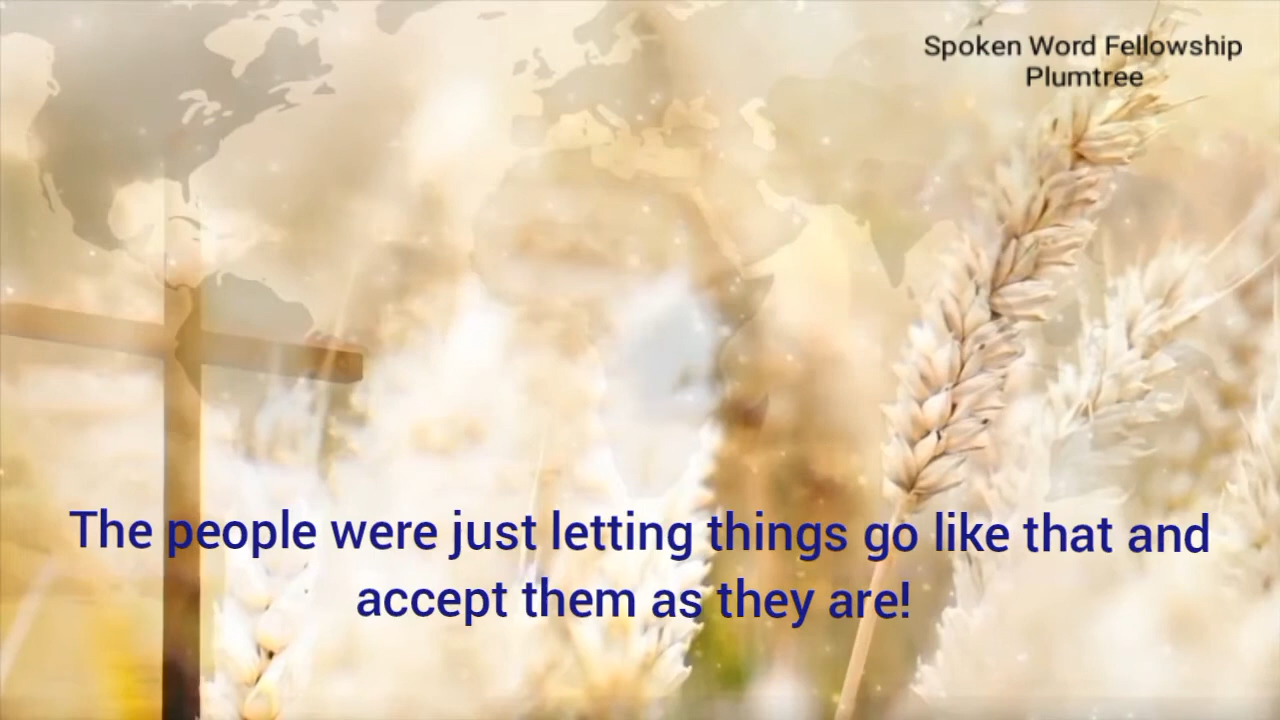 Spoken Word Fellowship
Plumtree
The people were just letting things go like that and
accept them as they are!